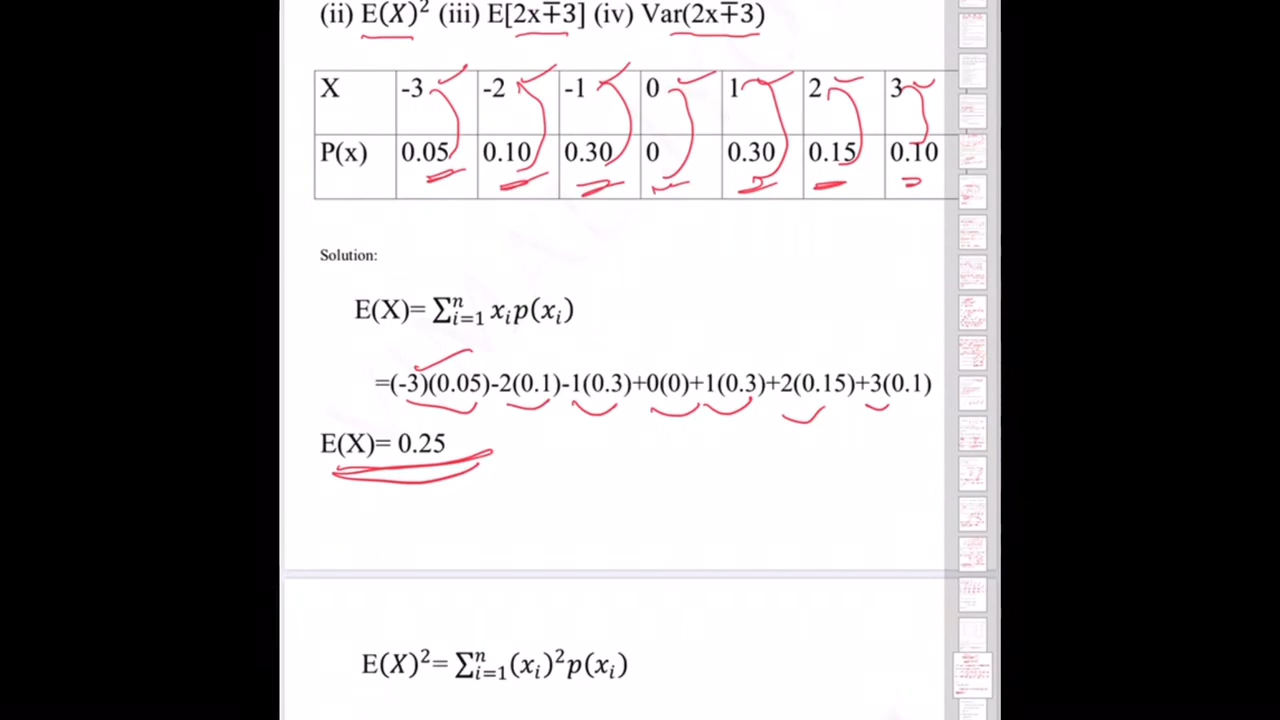 (ii) E(X)² (iii) E[2x∓3] (iv) Var(2x∓3)
X -3 -2 -1 0 1 2 3
P(x) 0.05 0.10 0.30 0 0.30 0.15 0.10
Solution:
E(X)= ∑ⁿᵢ₌₁ xᵢp(xᵢ)
=(-3)(0.05)-2(0.1)-1(0.3)+0(0)+1(0.3)+2(0.15)+3(0.1)
E(X)= 0.25
E(X)²= ∑ⁿᵢ₌₁(xᵢ)²p(xᵢ)